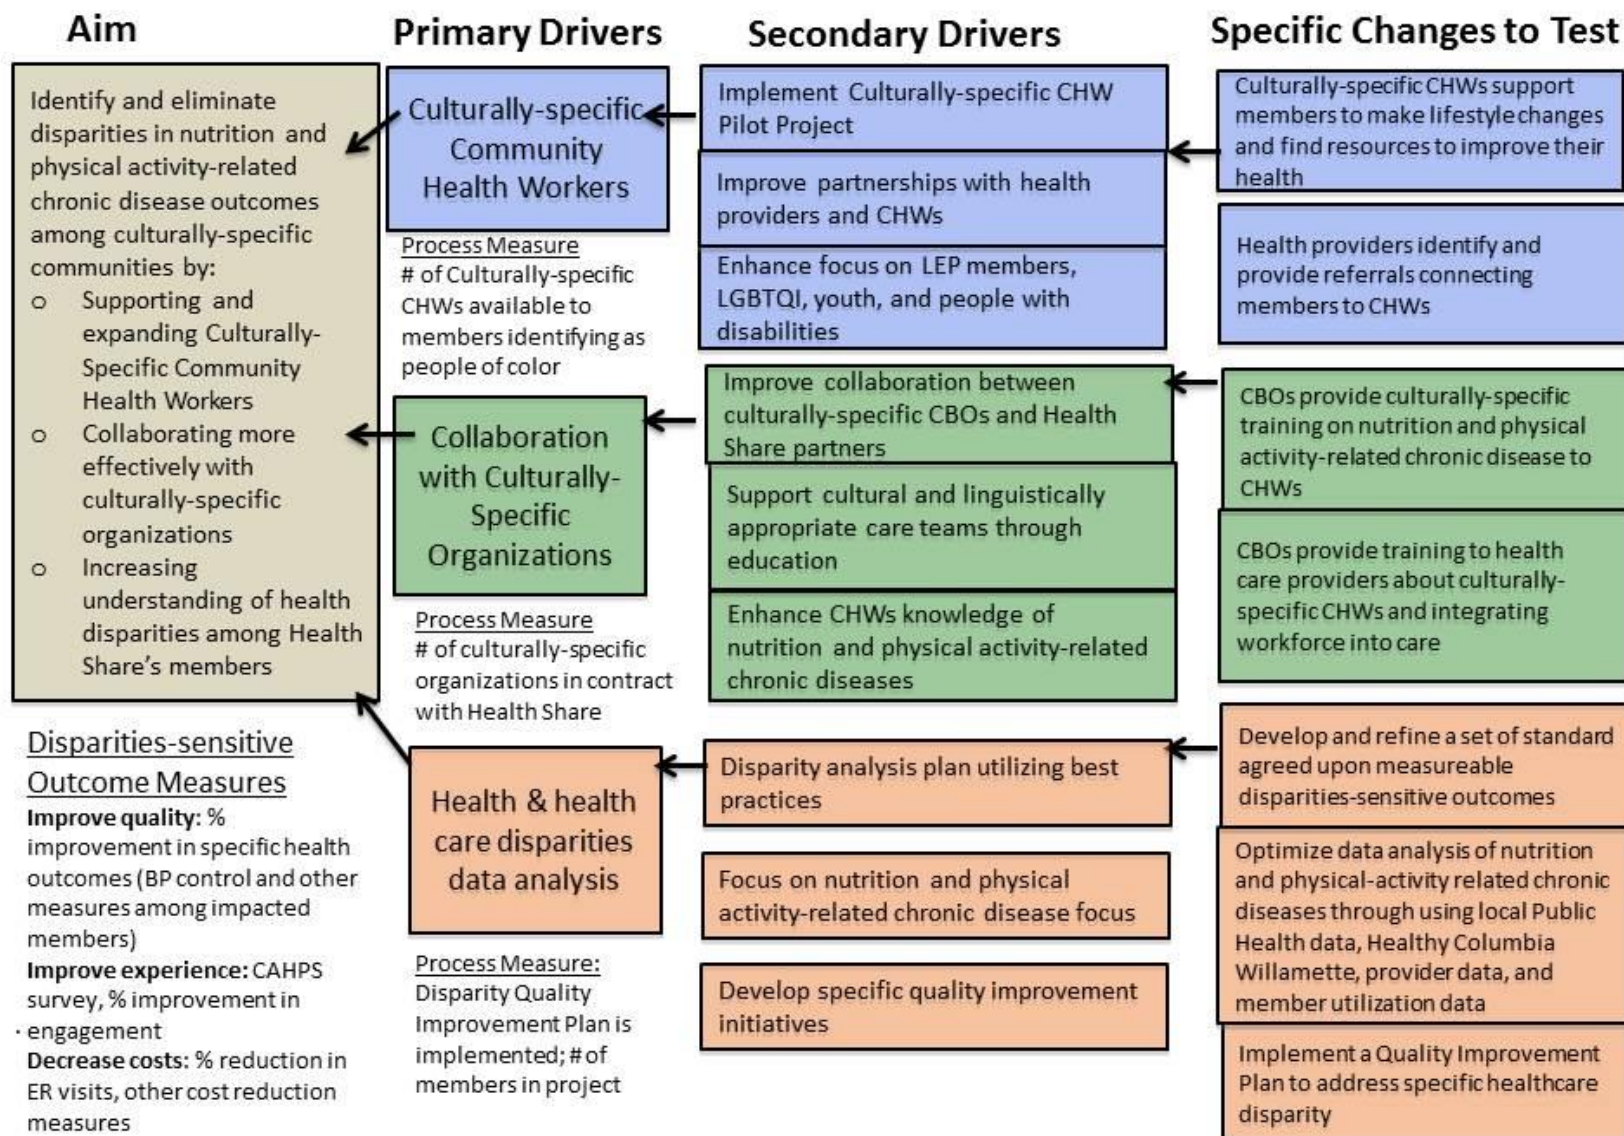 Aim
Identify and eliminate
disparities in nutrition and
physical activity-related
chronic disease outcomes
among culturally-specific
communities by:
o Supporting and
expanding Culturally-
Specific Community
Health Workers
o Collaborating more
effectively with
culturally-specific
organizations
o Increasing
understanding of health
disparities among Health
Share's members
Disparities-sensitive
Outcome Measures
Improve quality: %
improvement in specific health
outcomes (BP control and other
measures among impacted
members)
Improve experience: CAHPS
survey, % improvement in
· engagement
Decrease costs: % reduction in
ER visits, other cost reduction
measures
Primary Drivers
Culturally-specific
Community
Health Workers
Process Measure
# of Culturally-specific
CHWs available to
members identifying as
people of color
Collaboration
with Culturally-
Specific
Organizations
Process Measure
# of culturally-specific
organizations in contract
with Health Share
Health & health
care disparities
data analysis
Process Measure:
Disparity Quality
Improvement Plan is
implemented; # of
members in project
Secondary Drivers
Implement Culturally-specific CHW
Pilot Project
Improve partnerships with health
providers and CHWs
Enhance focus on LEP members,
LGBTQI, youth, and people with
disabilities
Improve collaboration between
culturally-specific CBOs and Health
Share partners
Support cultural and linguistically
appropriate care teams through
education
Enhance CHWs knowledge of
nutrition and physical activity-related
chronic diseases
Disparity analysis plan utilizing best
practices
Focus on nutrition and physical
activity-related chronic disease focus
Develop specific quality improvement
initiatives
Specific Changes to Test
Culturally-specific CHWs support
members to make lifestyle changes
and find resources to improve their
health
Health providers identify and
provide referrals connecting
members to CHWs
CBOs provide culturally-specific
training on nutrition and physical
activity-related chronic disease to
CHWs
CBOs provide training to health
care providers about culturally-
specific CHWs and integrating
workforce into care
Develop and refine a set of standard
agreed upon measureable
disparities-sensitive outcomes
Optimize data analysis of nutrition
and physical-activity related chronic
diseases through using local Public
Health data, Healthy Columbia
Willamette, provider data, and
member utilization data
Implement a Quality Improvement
Plan to address specific healthcare
disparity